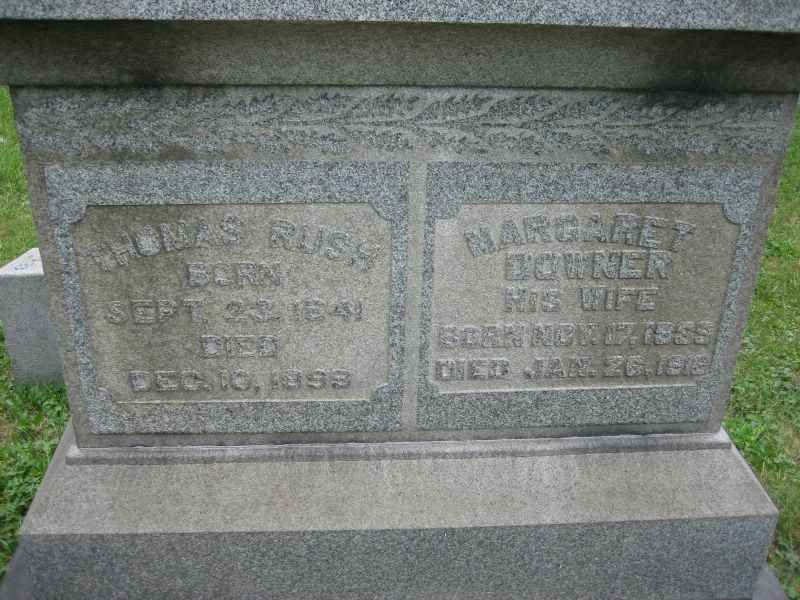 THOMAS RUSH
BORN
SEPT. 23. 1841
DIED
DEC. 10, 1899
MARGARET
DOWNER
HIS WIFE
BORN NOV. 17, 1855
DIED JAN. 26, 1918